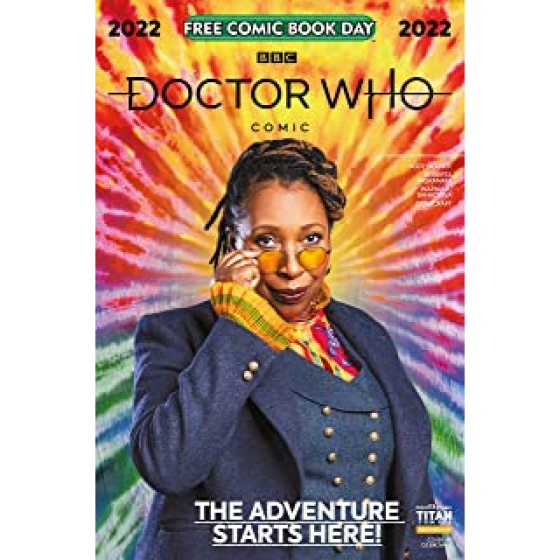 2022
FREE COMIC BOOK DAY
2022
BBC
DOCTOR WHO
COMIC
THE ADVENTURE
STARTS HERE!
TITAN